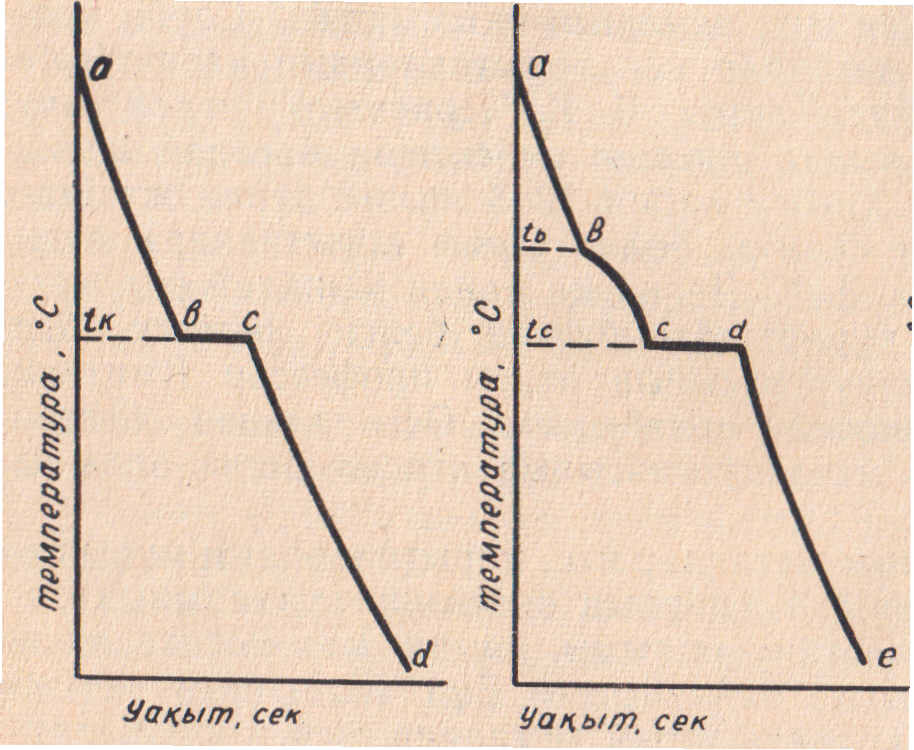 a
tк
в
c
d
температура, °C
Уақыт, сек
a
tв
в
tc
c
d
e
температура, °C
Уақыт, сек